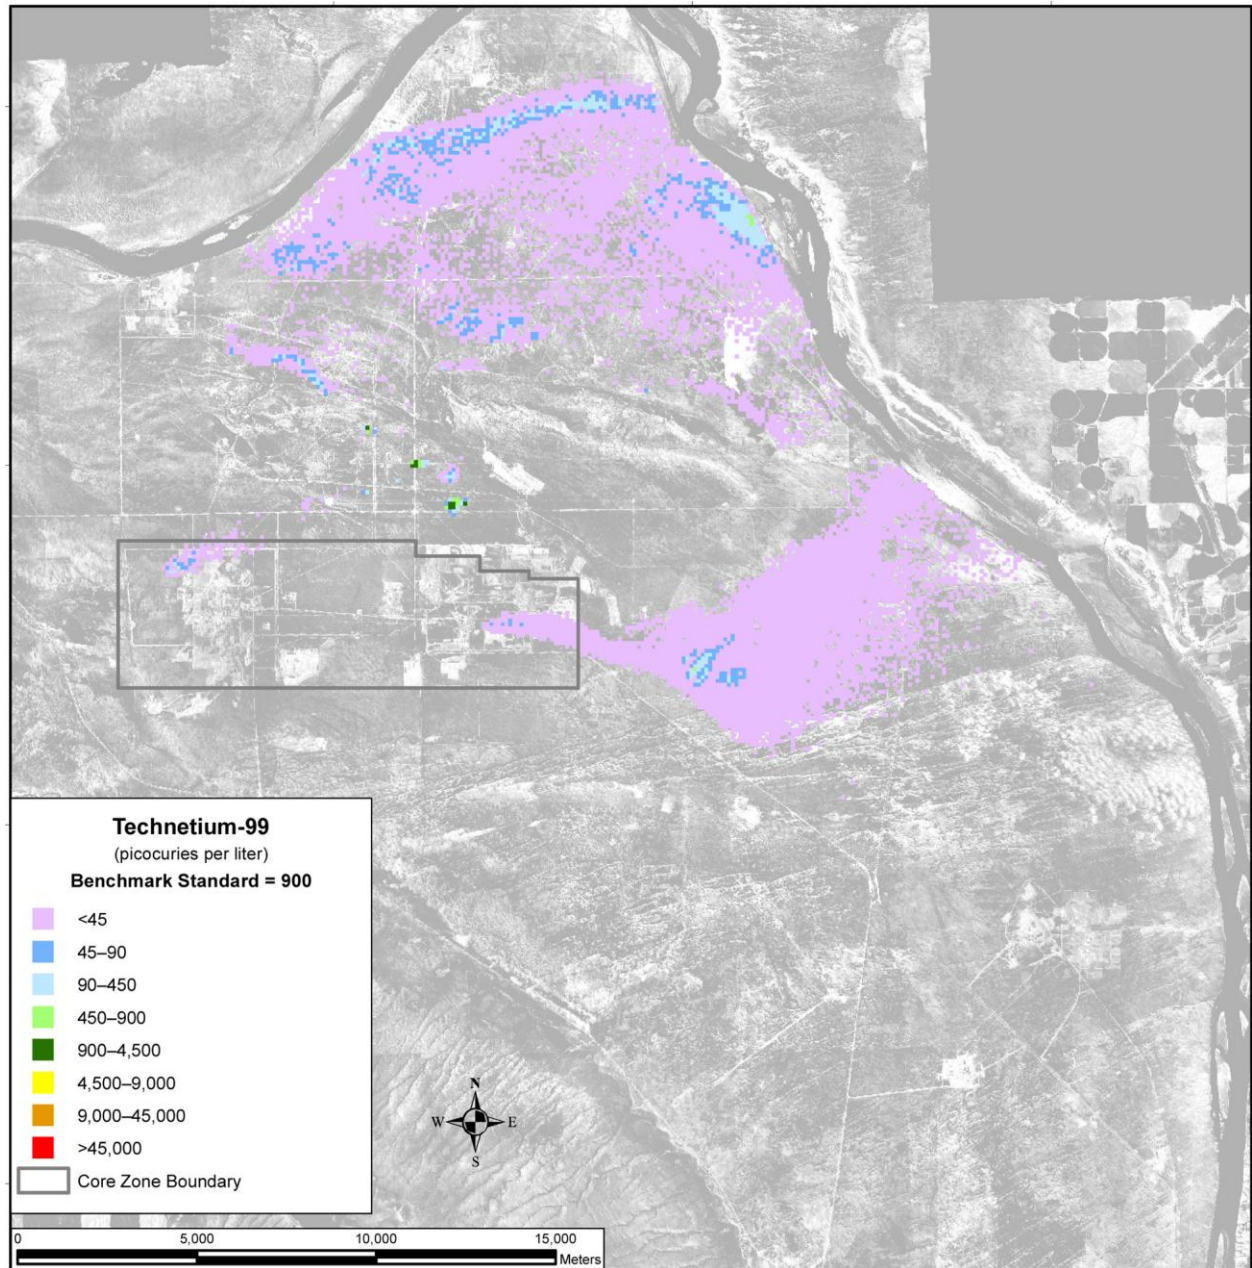 Technetium-99
(picocuries per liter)
Benchmark Standard = 900
<45
45–90
90–450
450–900
900–4,500
4,500–9,000
9,000–45,000
>45,000
Core Zone Boundary
N
W E
S
0 5,000 10,000 15,000
Meters